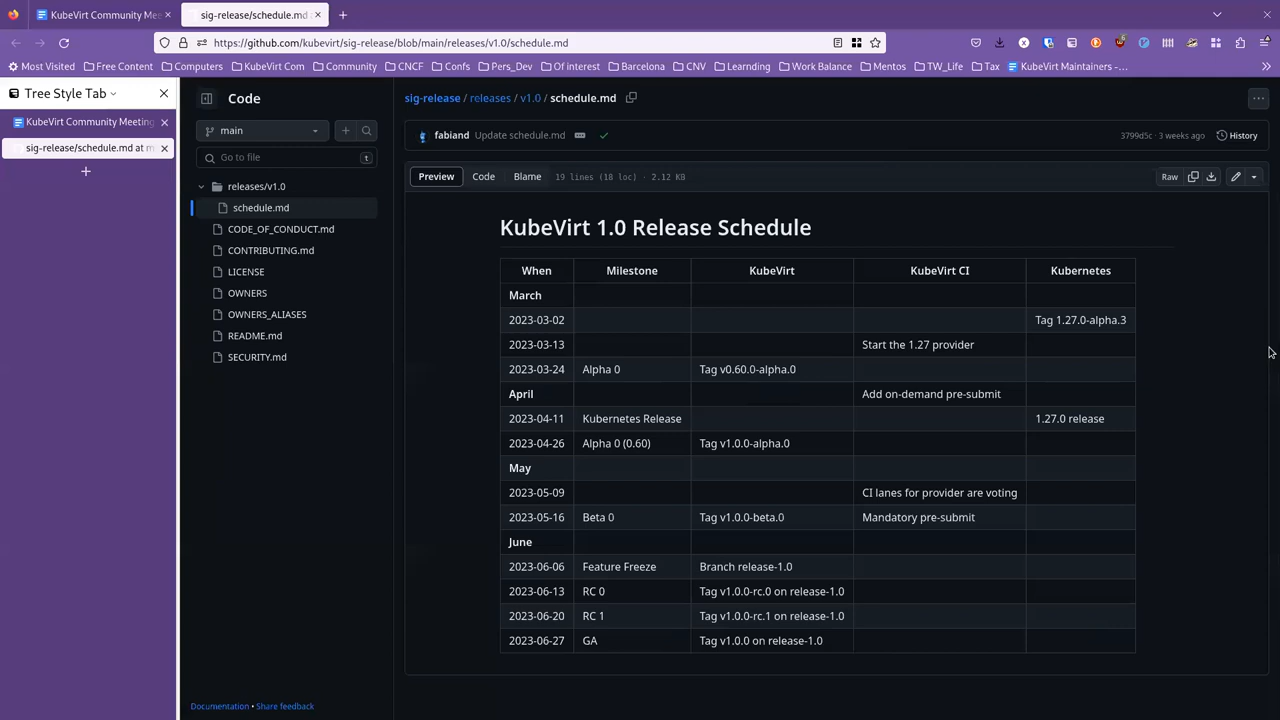 KubeVirt Community Mee
sig-release/schedule.md
https://github.com/kubevirt/sig-release/blob/main/releases/v1.0/schedule.md
Most Visited Free Content Computers KubeVirt Com Community CNCF Confs Pers_Dev Of interest Barcelona CNV Learnding Work Balance Mentos TW_Life Tax KubeVirt Maintainers -...
Tree Style Tab
KubeVirt Community Meeting
sig-release/schedule.md at m
Code
main
Go to file t
releases/v1.0
schedule.md
CODE_OF_CONDUCT.md
CONTRIBUTING.md
LICENSE
OWNERS
OWNERS_ALIASES
README.md
SECURITY.md
Documentation • Share feedback
sig-release / releases / v1.0 / schedule.md
fabiand Update schedule.md 3799d5c · 3 weeks ago History
Preview Code Blame 19 lines (18 loc) · 2.12 KB Raw
KubeVirt 1.0 Release Schedule
When Milestone KubeVirt KubeVirt CI Kubernetes
March
2023-03-02 Tag 1.27.0-alpha.3
2023-03-13 Start the 1.27 provider
2023-03-24 Alpha 0 Tag v0.60.0-alpha.0
April Add on-demand pre-submit
2023-04-11 Kubernetes Release 1.27.0 release
2023-04-26 Alpha 0 (0.60) Tag v1.0.0-alpha.0
May
2023-05-09 CI lanes for provider are voting
2023-05-16 Beta 0 Tag v1.0.0-beta.0 Mandatory pre-submit
June
2023-06-06 Feature Freeze Branch release-1.0
2023-06-13 RC 0 Tag v1.0.0-rc.0 on release-1.0
2023-06-20 RC 1 Tag v1.0.0-rc.1 on release-1.0
2023-06-27 GA Tag v1.0.0 on release-1.0